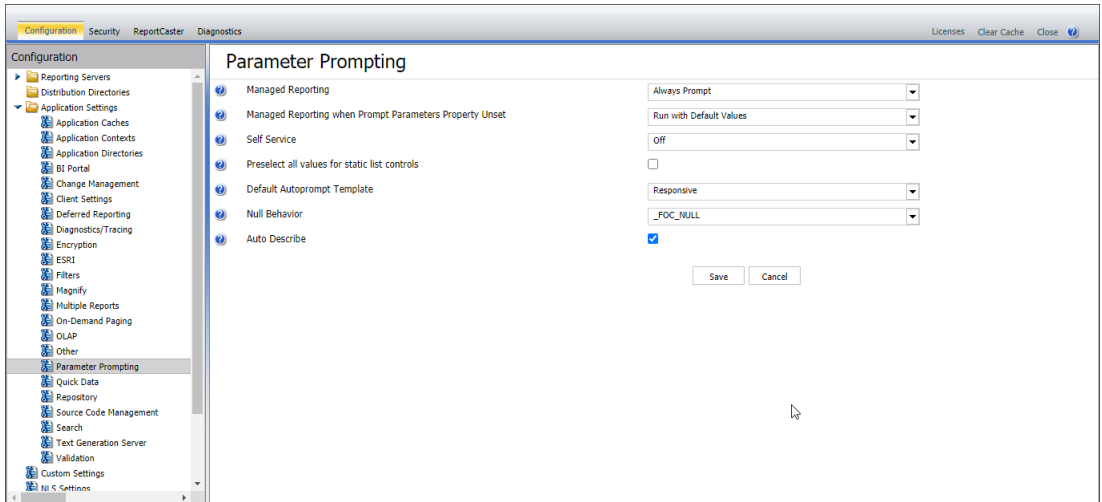 Configuration Security ReportCaster Diagnostics Licenses Clear Cache Close
Configuration
Reporting Servers
Distribution Directories
Application Settings
Application Caches
Application Contexts
Application Directories
BI Portal
Change Management
Client Settings
Deferred Reporting
Diagnostics/Tracing
Encryption
ESRI
Filters
Magnify
Multiple Reports
On-Demand Paging
OLAP
Other
Parameter Prompting
Quick Data
Repository
Source Code Management
Search
Text Generation Server
Validation
Custom Settings
NLS Settings
Parameter Prompting
Managed Reporting Always Prompt
Managed Reporting when Prompt Parameters Property Unset Run with Default Values
Self Service Off
Preselect all values for static list controls
Default Autoprompt Template Responsive
Null Behavior _FOC_NULL
Auto Describe
Save Cancel